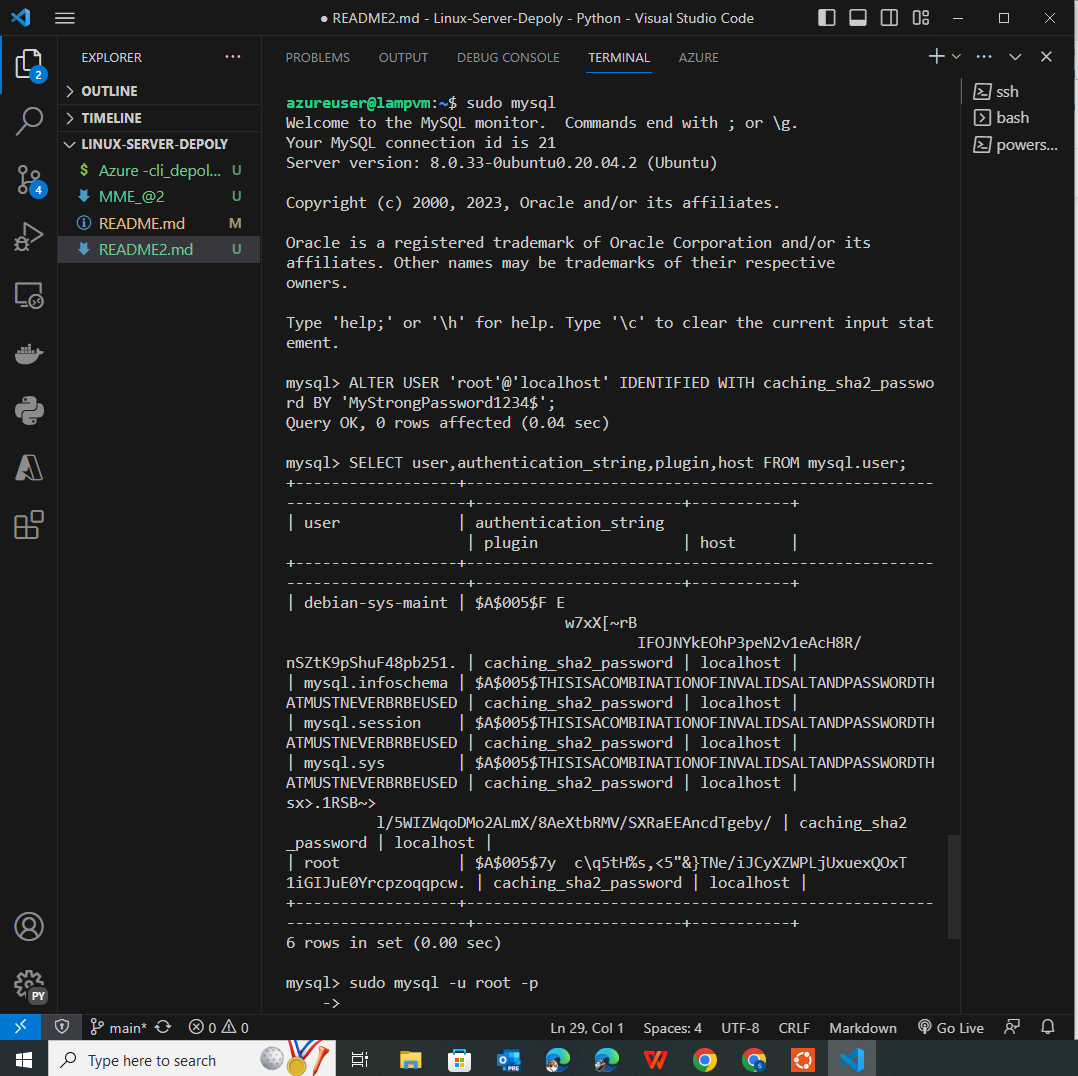 ● README2.md - Linux-Server-Depoly - Python - Visual Studio Code
EXPLORER
PROBLEMS OUTPUT DEBUG CONSOLE TERMINAL AZURE
2
OUTLINE
TIMELINE
LINUX-SERVER-DEPOLY
$ Azure -cli_depol... U
MME_@2 U
README.md M
README2.md U
4
ssh
bash
powers...
azureuser@lampvm:~$ sudo mysql
Welcome to the MySQL monitor.  Commands end with ; or \g.
Your MySQL connection id is 21
Server version: 8.0.33-0ubuntu0.20.04.2 (Ubuntu)
Copyright (c) 2000, 2023, Oracle and/or its affiliates.
Oracle is a registered trademark of Oracle Corporation and/or its
affiliates. Other names may be trademarks of their respective
owners.
Type 'help;' or '\h' for help. Type '\c' to clear the current input stat
ement.
mysql> ALTER USER 'root'@'localhost' IDENTIFIED WITH caching_sha2_passwo
rd BY 'MyStrongPassword1234$';
Query OK, 0 rows affected (0.04 sec)
mysql> SELECT user,authentication_string,plugin,host FROM mysql.user;
+------------------+----------------------------------------------------
--------------------+-----------------------+-----------+
| user             | authentication_string
                    | plugin                | host      |
+------------------+----------------------------------------------------
--------------------+-----------------------+-----------+
| debian-sys-maint | $A$005$F E
w7xX[~rB
IFOJNYkEOhP3peN2v1eAcH8R/
nSZtK9pShuF48pb251. | caching_sha2_password | localhost |
| mysql.infoschema | $A$005$THISISACOMBINATIONOFINVALIDSALTANDPASSWORDTH
ATMUSTNEVERBRBEUSED | caching_sha2_password | localhost |
| mysql.session    | $A$005$THISISACOMBINATIONOFINVALIDSALTANDPASSWORDTH
ATMUSTNEVERBRBEUSED | caching_sha2_password | localhost |
| mysql.sys        | $A$005$THISISACOMBINATIONOFINVALIDSALTANDPASSWORDTH
ATMUSTNEVERBRBEUSED | caching_sha2_password | localhost |
sx>.1RSB~>
l/5WIZWqoDMo2ALmX/8AeXtbRMV/SXRaEEAncdTgeby/ | caching_sha2
_password | localhost |
| root             | $A$005$7y  c\q5tH%s,<5"&}TNe/iJCyXZWPLjUxuexQOxT
1iGIJuE0Yrcpzoqqpcw. | caching_sha2_password | localhost |
+------------------+----------------------------------------------------
--------------------+-----------------------+-----------+
6 rows in set (0.00 sec)
mysql> sudo mysql -u root -p
    ->
PY
main* 0 0 Ln 29, Col 1 Spaces: 4 UTF-8 CRLF Markdown Go Live
Type here to search
PRE